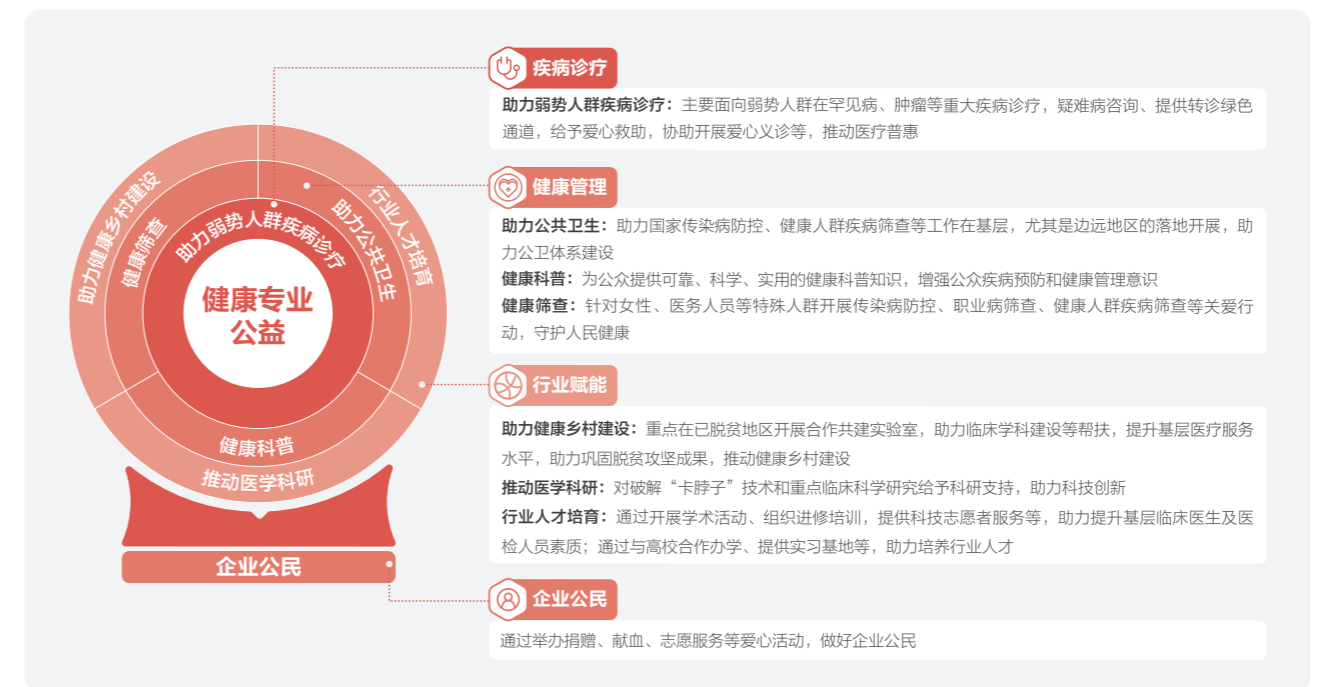 助力健康乡村建设
行业人才培育
健康筛查
助力公共卫生
助力弱势人群疾病诊疗
健康专业
公益
健康科普
推动医学科研
企业公民
疾病诊疗
助力弱势人群疾病诊疗：主要面向弱势人群在罕见病、肿瘤等重大疾病诊疗，疑难病咨询、提供转诊绿色
通道，给予爱心救助，协助开展爱心义诊等，推动医疗普惠
健康管理
助力公共卫生：助力国家传染病防控、健康人群疾病筛查等工作在基层，尤其是边远地区的落地开展，助
力公卫体系建设
健康科普：为公众提供可靠、科学、实用的健康科普知识，增强公众疾病预防和健康管理意识
健康筛查：针对女性、医务人员等特殊人群开展传染病防控、职业病筛查、健康人群疾病筛查等关爱行
动，守护人民健康
行业赋能
助力健康乡村建设：重点在已脱贫地区开展合作共建实验室，助力临床学科建设等帮扶，提升基层医疗服务
水平，助力巩固脱贫攻坚成果，推动健康乡村建设
推动医学科研：对破解“卡脖子”技术和重点临床科学研究给予科研支持，助力科技创新
行业人才培育：通过开展学术活动、组织进修培训，提供科技志愿者服务等，助力提升基层临床医生及医
检人员素质；通过与高校合作办学、提供实习基地等，助力培养行业人才
企业公民
通过举办捐赠、献血、志愿服务等爱心活动，做好企业公民